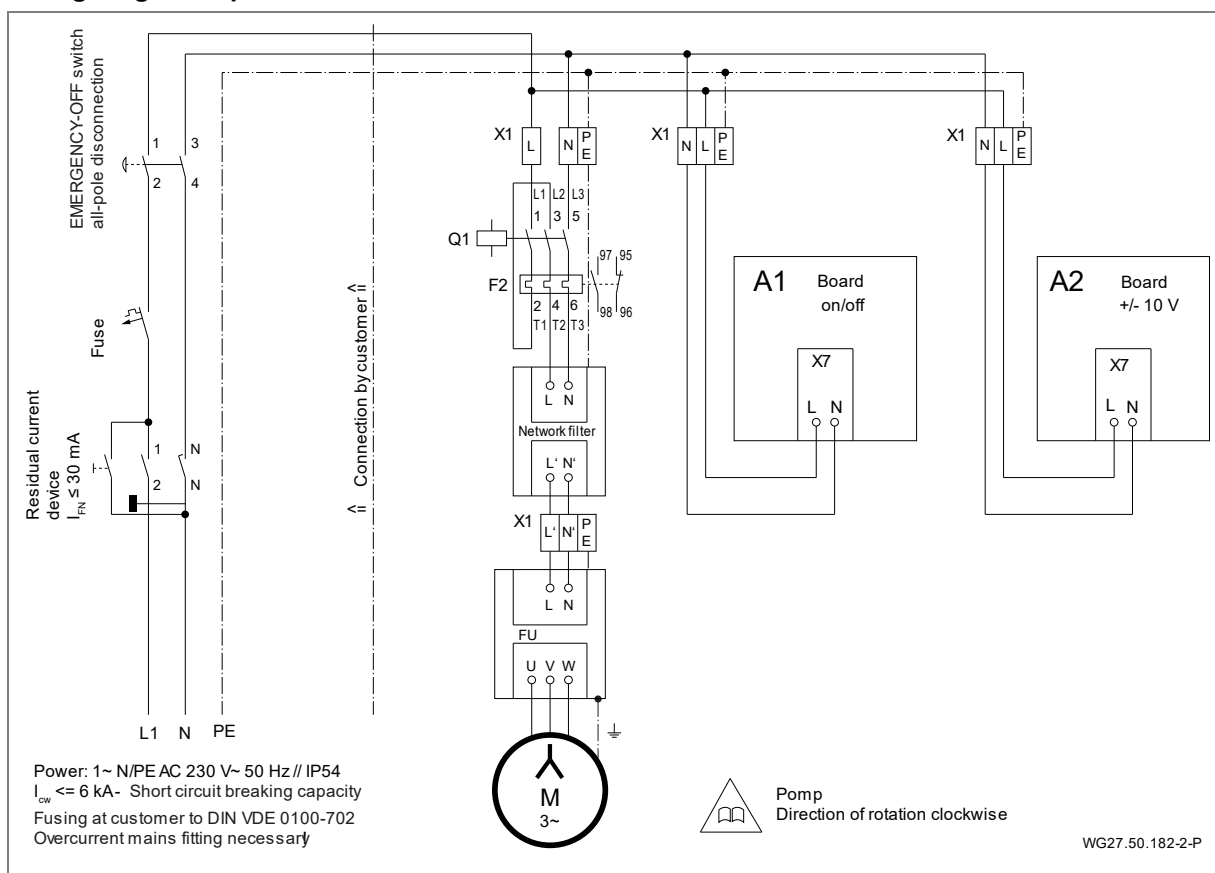 EMERGENCY-OFF switch
all-pole disconnection
1 3
2 4
Fuse
Residual current
device
I_FN ≤ 30 mA
1 N
2 N
L1 N PE
<= Connection by customer <=
X1 L N PE
L1 L2 L3
1 3 5
Q1
F2
97 95
98 96
2 4 6
T1 T2 T3
L N
Network filter
L' N'
X1 L' N' PE
L N
FU
U V W
M
3~
X1 N L PE
A1 Board
on/off
X7
L N
X1 N L PE
A2 Board
+/- 10 V
X7
L N
Power: 1~ N/PE AC 230 V~ 50 Hz // IP54
I_cw <= 6 kA- Short circuit breaking capacity
Fusing at customer to DIN VDE 0100-702
Overcurrent mains fitting necessary
Pomp
Direction of rotation clockwise
WG27.50.182-2-P